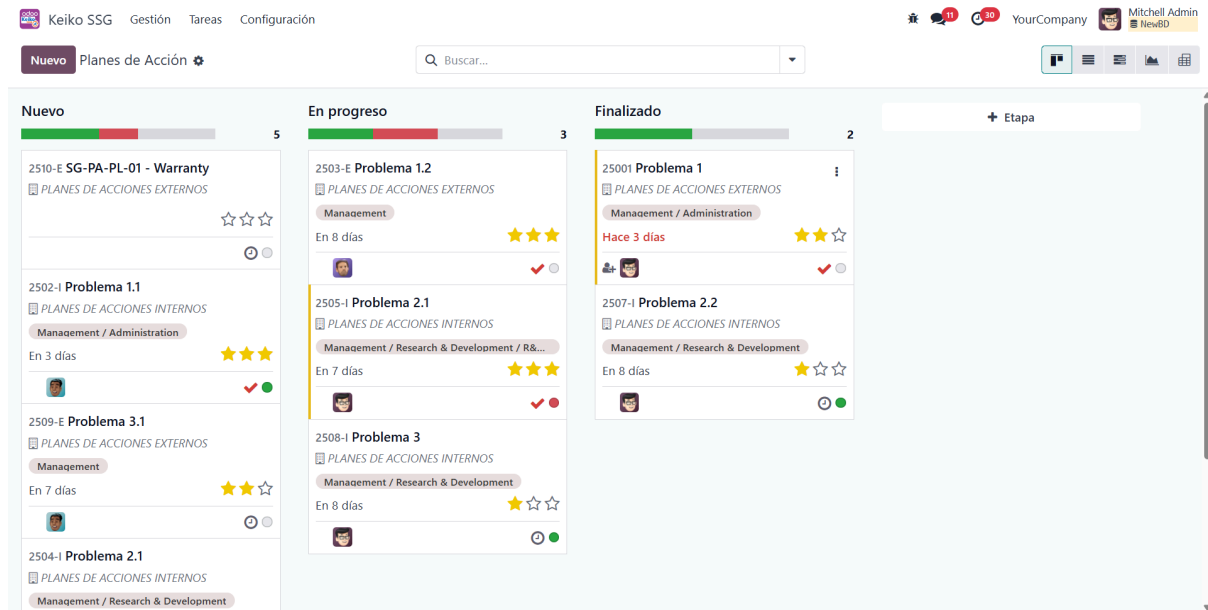 Keiko SSG Gestión Tareas Configuración 11 30 YourCompany Mitchell Admin
NewBD
Nuevo Planes de Acción Buscar...
Nuevo
5
2510-E SG-PA-PL-01 - Warranty
PLANES DE ACCIONES EXTERNOS
2502-I Problema 1.1
PLANES DE ACCIONES INTERNOS
Management / Administration
En 3 días
2509-E Problema 3.1
PLANES DE ACCIONES EXTERNOS
Management
En 7 días
2504-I Problema 2.1
PLANES DE ACCIONES INTERNOS
Management / Research & Development
En progreso
3
2503-E Problema 1.2
PLANES DE ACCIONES EXTERNOS
Management
En 8 días
2505-I Problema 2.1
PLANES DE ACCIONES INTERNOS
Management / Research & Development / R&...
En 7 días
2508-I Problema 3
PLANES DE ACCIONES INTERNOS
Management / Research & Development
En 8 días
Finalizado
2
25001 Problema 1
PLANES DE ACCIONES EXTERNOS
Management / Administration
Hace 3 días
2507-I Problema 2.2
PLANES DE ACCIONES INTERNOS
Management / Research & Development
En 8 días
+ Etapa